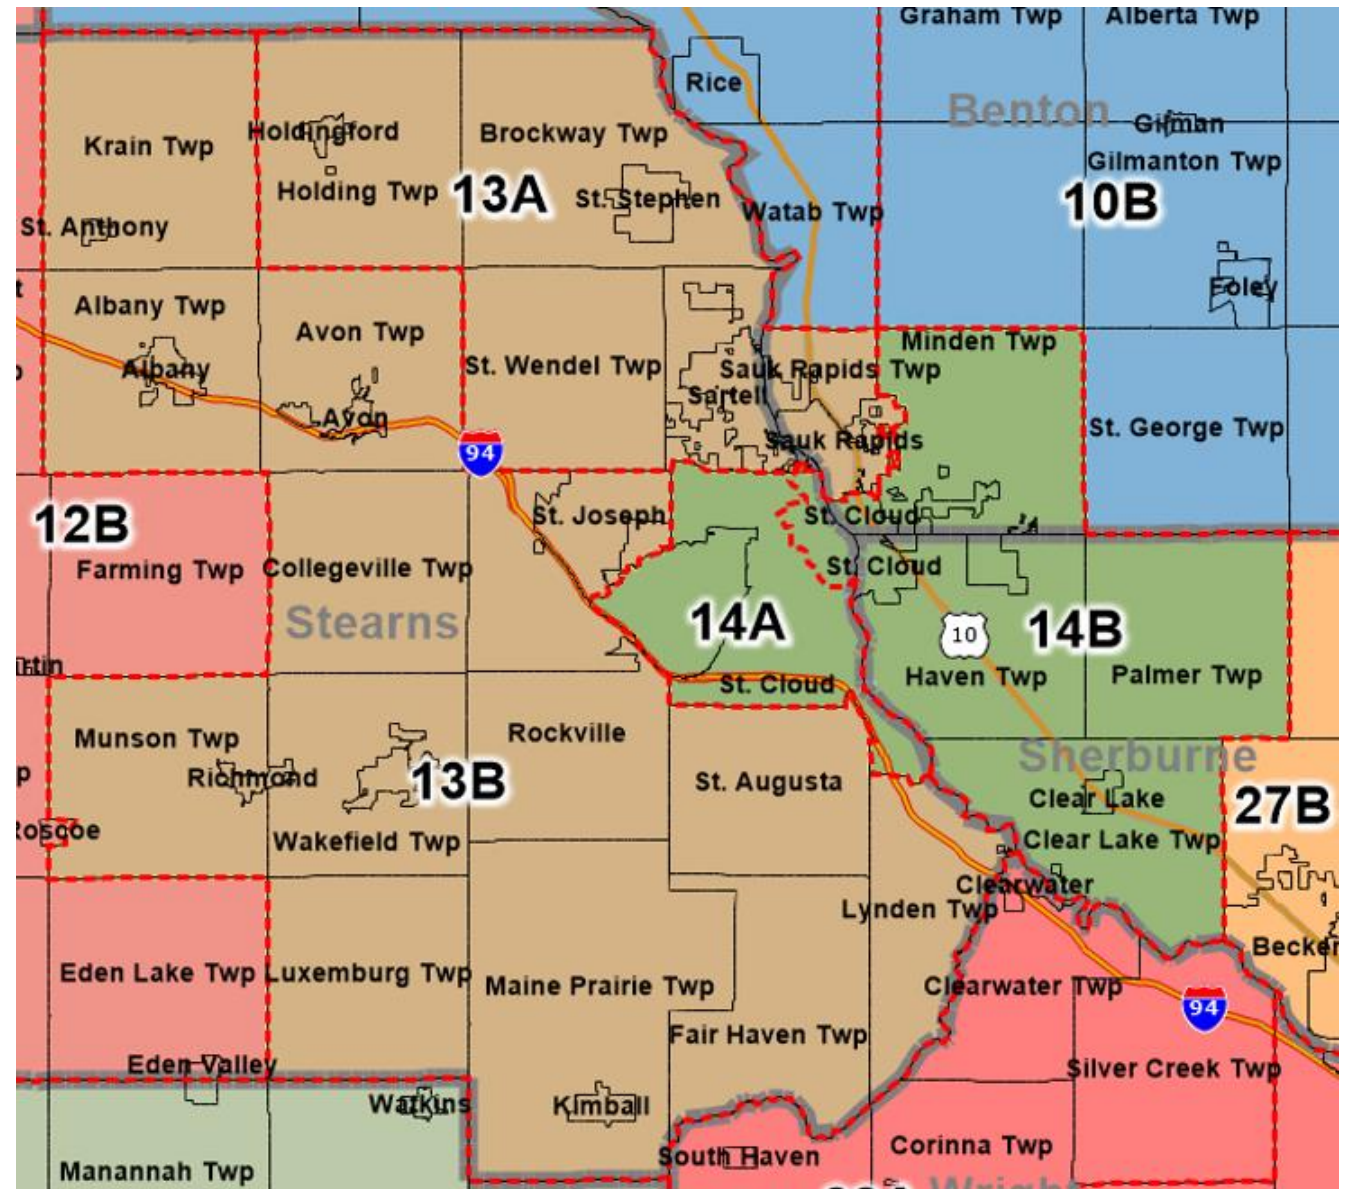 Graham Twp
Alberta Twp
Rice
Benton
Gilman
Holdingford
Brockway Twp
Krain Twp
Gilmanton Twp
Holding Twp
13A
St. Stephen
10B
Watab Twp
St. Anthony
Foley
Albany Twp
Avon Twp
Minden Twp
St. Wendel Twp
Sauk Rapids Twp
Albany
Sartell
Avon
St. George Twp
Sauk Rapids
94
12B
St. Joseph
St. Cloud
Farming Twp
Collegeville Twp
St. Cloud
Stearns
14A
10
14B
Haven Twp
Palmer Twp
St. Cloud
Munson Twp
Rockville
Sherburne
Richmond
13B
St. Augusta
Clear Lake
27B
Roscoe
Wakefield Twp
Clear Lake Twp
Clearwater
Lynden Twp
Becker
Eden Lake Twp
Luxemburg Twp
Maine Prairie Twp
Clearwater Twp
94
Fair Haven Twp
Eden Valley
Silver Creek Twp
Watkins
Kimball
Corinna Twp
South Haven
Manannah Twp
Wright